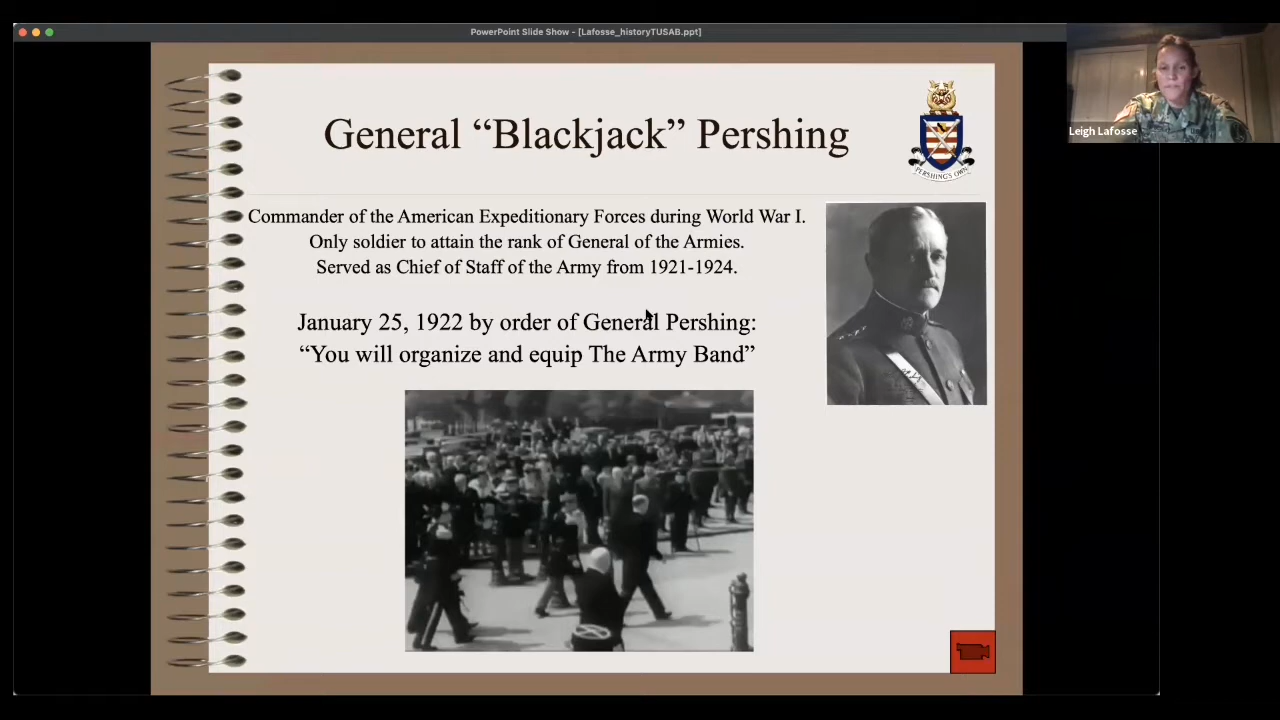 PowerPoint Slide Show - [Lafosse_historyTUSAB.ppt]
Leigh Lafosse
General “Blackjack” Pershing
PERSHING'S OWN
Commander of the American Expeditionary Forces during World War I.
Only soldier to attain the rank of General of the Armies.
Served as Chief of Staff of the Army from 1921-1924.
January 25, 1922 by order of General Pershing:
“You will organize and equip The Army Band”